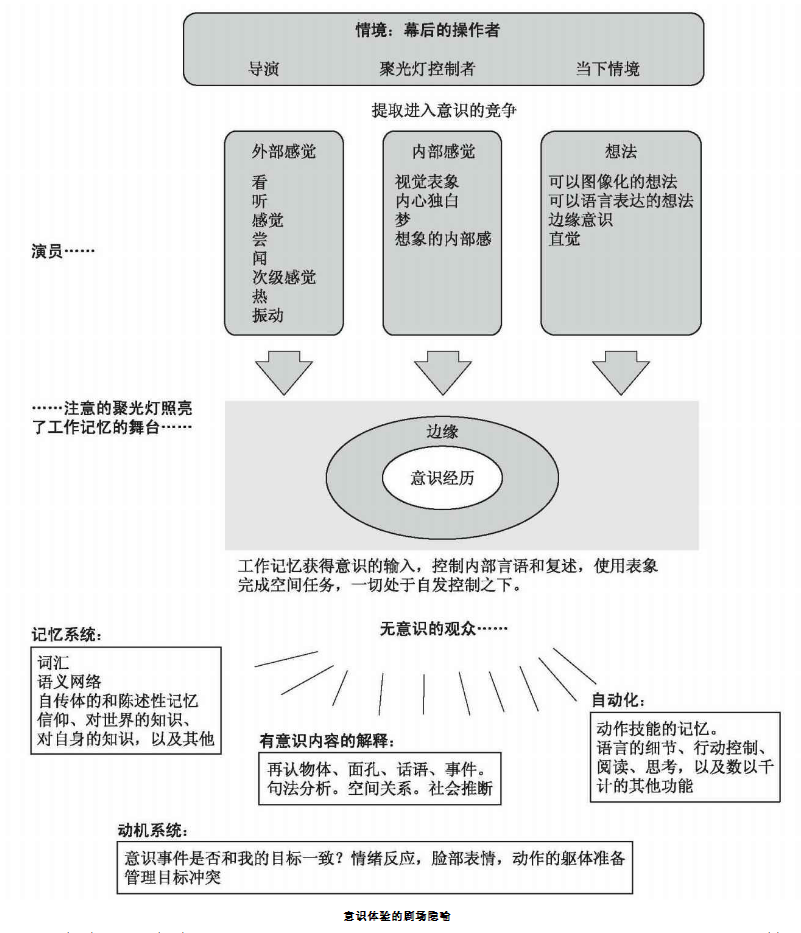 情境：幕后的操作者
导演 聚光灯控制者 当下情境
提取进入意识的竞争
外部感觉
看
听
感觉
尝
闻
次级感觉
热
振动
内部感觉
视觉表象
内心独白
梦
想象的内部感
想法
可以图像化的想法
可以语言表达的想法
边缘意识
直觉
演员……
……注意的聚光灯照亮
了工作记忆的舞台……
边缘
意识经历
工作记忆获得意识的输入，控制内部言语和复述，使用表象
完成空间任务，一切处于自发控制之下。
无意识的观众……
记忆系统：
词汇
语义网络
自传体的和陈述性记忆
信仰、对世界的知识、
对自身的知识，以及其他
有意识内容的解释：
再认物体、面孔、话语、事件。
句法分析。空间关系。社会推断
自动化：
动作技能的记忆。
语言的细节、行动控制、
阅读、思考，以及数以千
计的其他功能
动机系统：
意识事件是否和我的目标一致？情绪反应，脸部表情，动作的躯体准备
管理目标冲突
意识体验的剧场隐喻